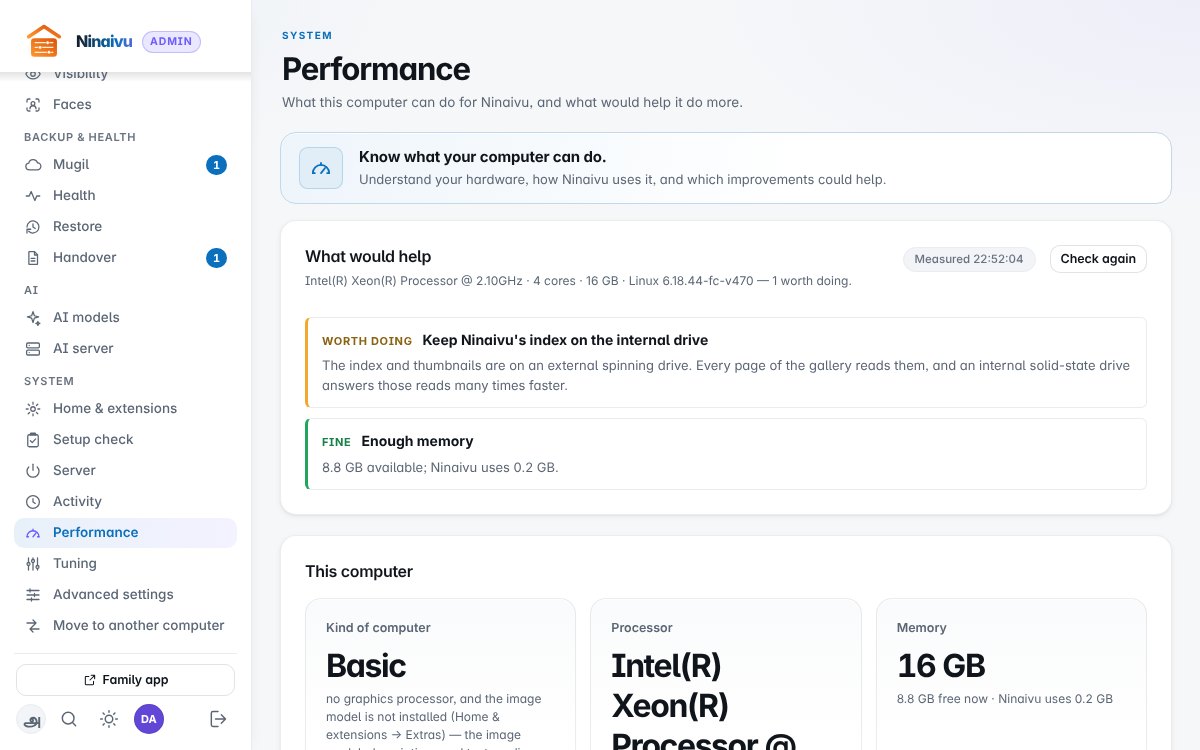 Ninaivu ADMIN
Visibility
Faces
BACKUP & HEALTH
Mugil 1
Health
Restore
Handover 1
AI
AI models
AI server
SYSTEM
Home & extensions
Setup check
Server
Activity
Performance
Tuning
Advanced settings
Move to another computer
Family app
அ DA
SYSTEM
Performance
What this computer can do for Ninaivu, and what would help it do more.
Know what your computer can do.
Understand your hardware, how Ninaivu uses it, and which improvements could help.
What would help
Measured 22:52:04
Check again
Intel(R) Xeon(R) Processor @ 2.10GHz · 4 cores · 16 GB · Linux 6.18.44-fc-v470 — 1 worth doing.
WORTH DOING Keep Ninaivu's index on the internal drive
The index and thumbnails are on an external spinning drive. Every page of the gallery reads them, and an internal solid-state drive
answers those reads many times faster.
FINE Enough memory
8.8 GB available; Ninaivu uses 0.2 GB.
This computer
Kind of computer
Basic
no graphics processor, and the image
model is not installed (Home &
extensions → Extras) — the image
Processor
Intel(R)
Xeon(R)
Processor @
Memory
16 GB
8.8 GB free now · Ninaivu uses 0.2 GB